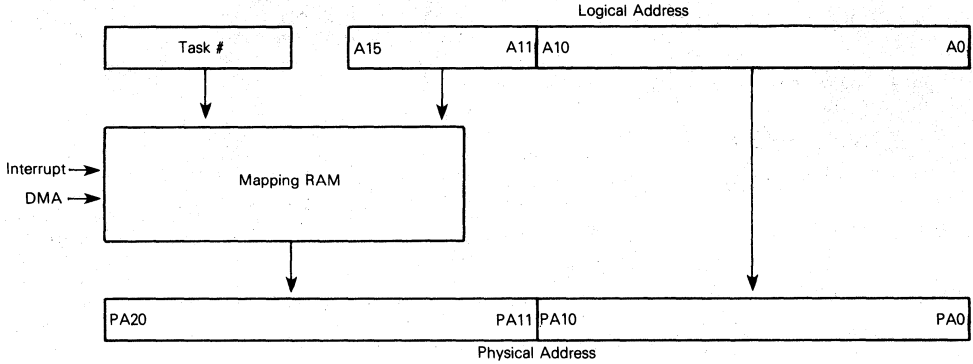 Logical Address
Task #
A15 A11 A10 A0
Interrupt
DMA
Mapping RAM
PA20 PA11 PA10 PA0
Physical Address